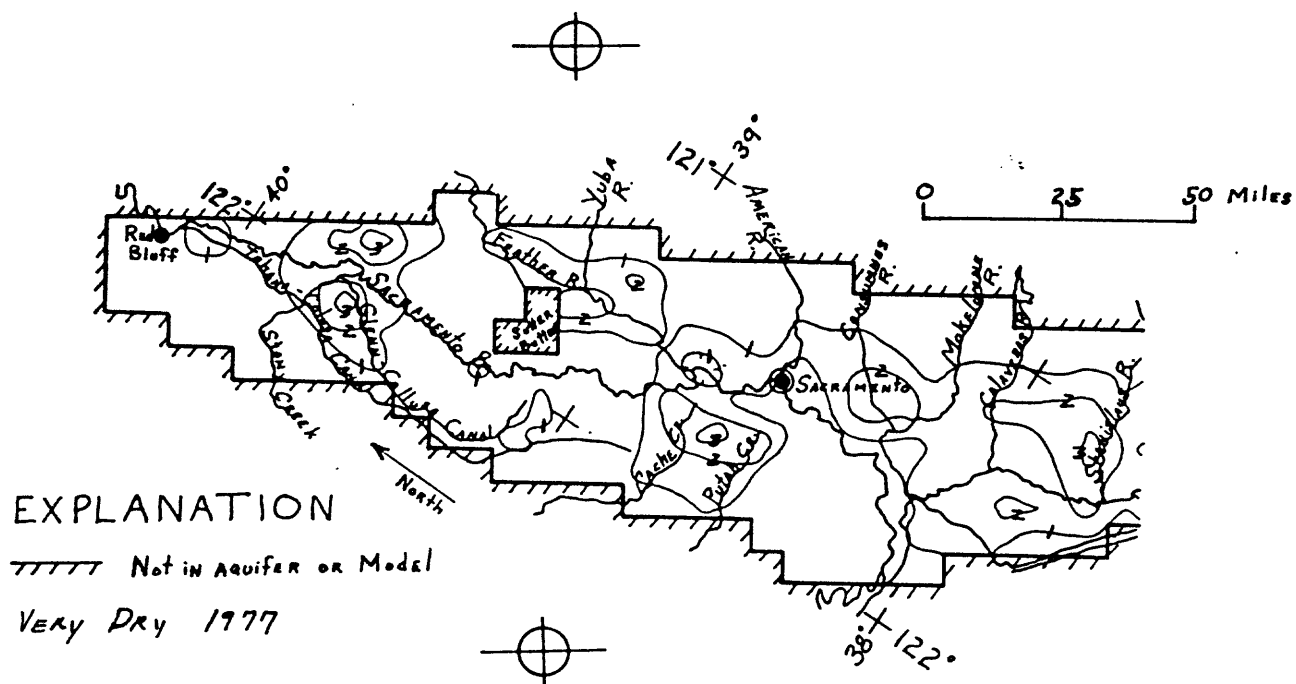 122° 40°
121° 39°
0 25 50 Miles
Red
Bluff
Yuba
R.
American
R.
Feather R.
Sacramento
R.
Cosumnes
R.
Mokelumne
R.
Calaveras R.
Stanislaus R.
Sutter
Butte
Glenn-
Colusa
Canal
Stony
Creek
Sacramento
Cache Cr.
Putah Cr.
North
38° 122°
EXPLANATION
Not in Aquifer or Model
Very Dry 1977